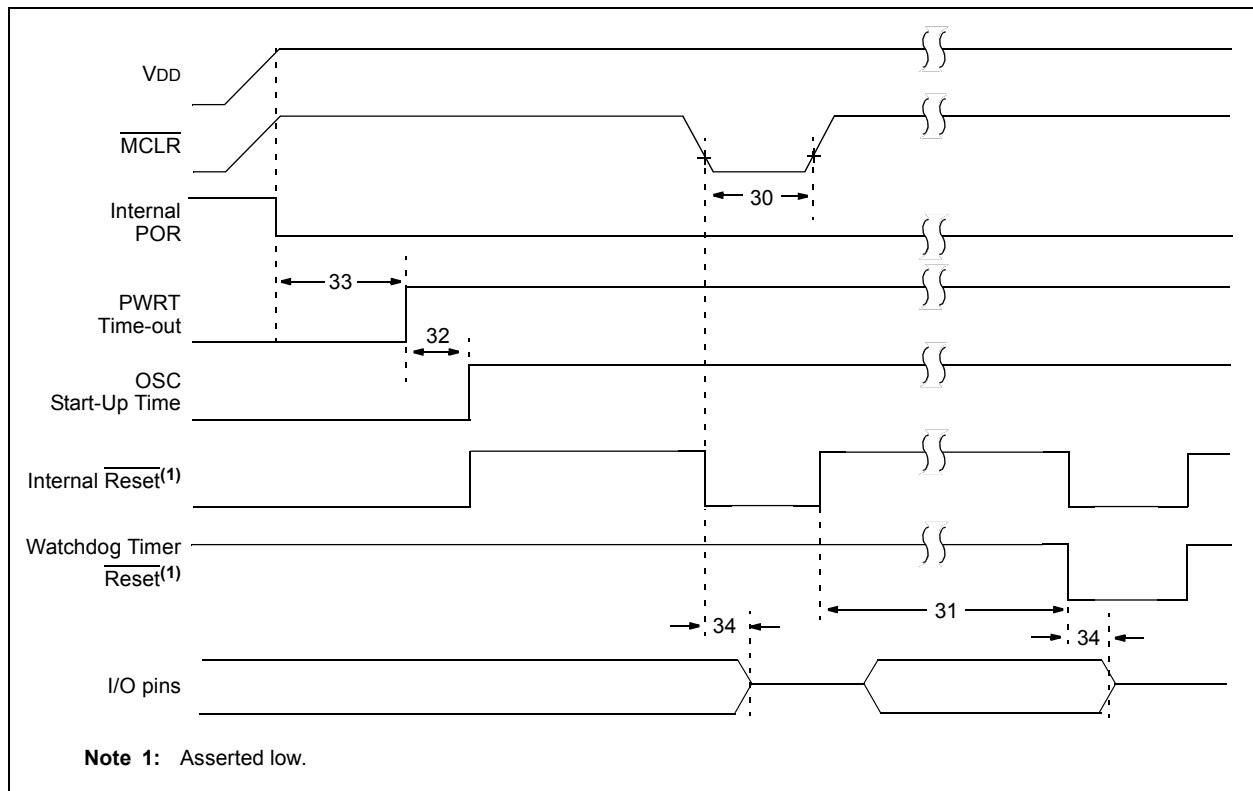 VDD
MCLR
30
Internal
POR
33
PWRT
Time-out
32
OSC
Start-Up Time
Internal Reset(1)
Watchdog Timer
Reset(1)
31
34
34
I/O pins
Note 1: Asserted low.